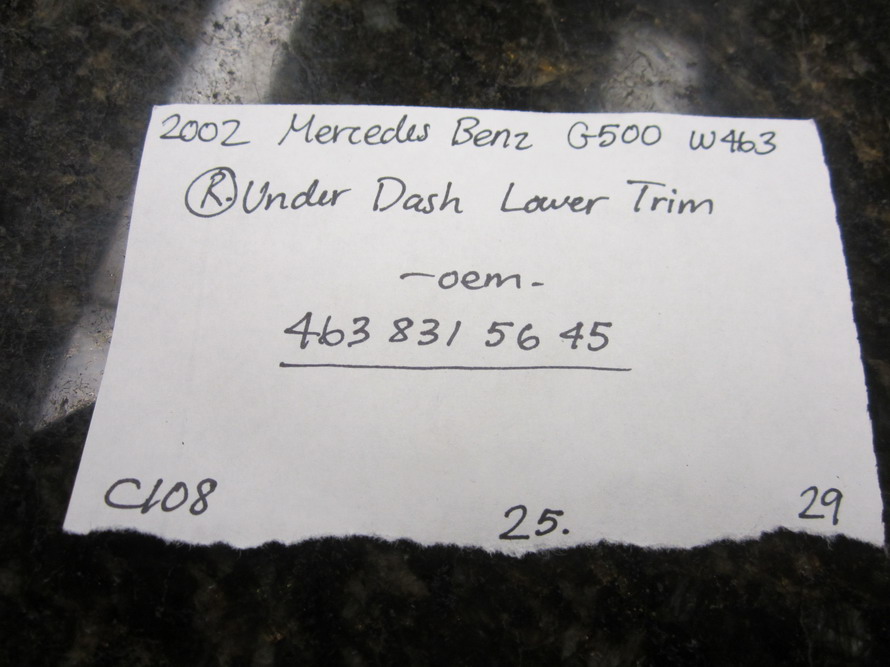 2002 Mercedes Benz G500 W463
R. Under Dash Lower Trim
-oem-
463 831 56 45
C108 25. 29